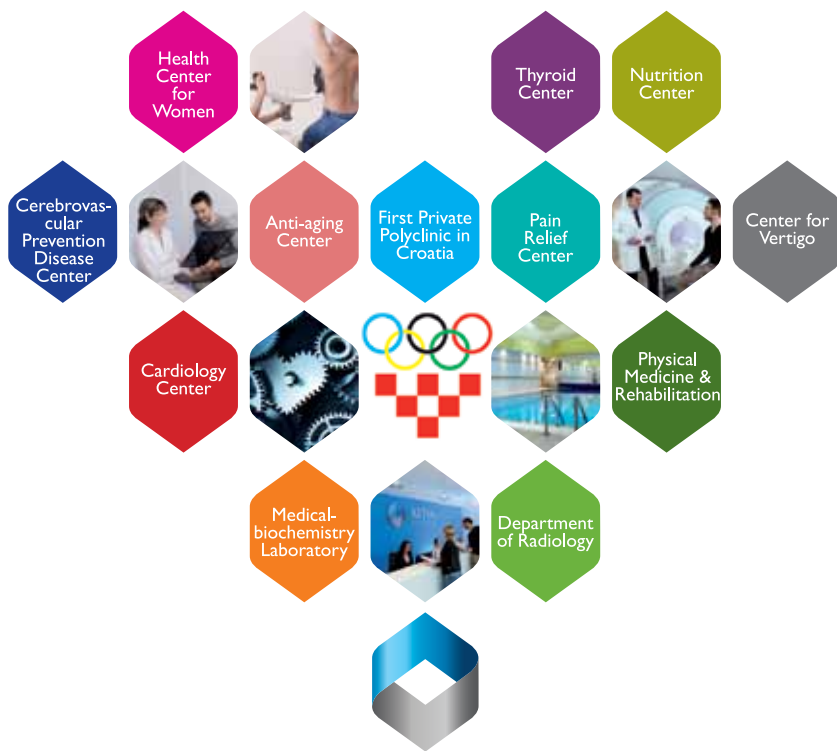 Health
Center
for
Women
Thyroid
Center
Nutrition
Center
Cerebrovas-
cular
Prevention
Disease
Center
Anti-aging
Center
First Private
Polyclinic in
Croatia
Pain
Relief
Center
Center for
Vertigo
Cardiology
Center
Physical
Medicine &
Rehabilitation
Medical-
biochemistry
Laboratory
Department
of Radiology